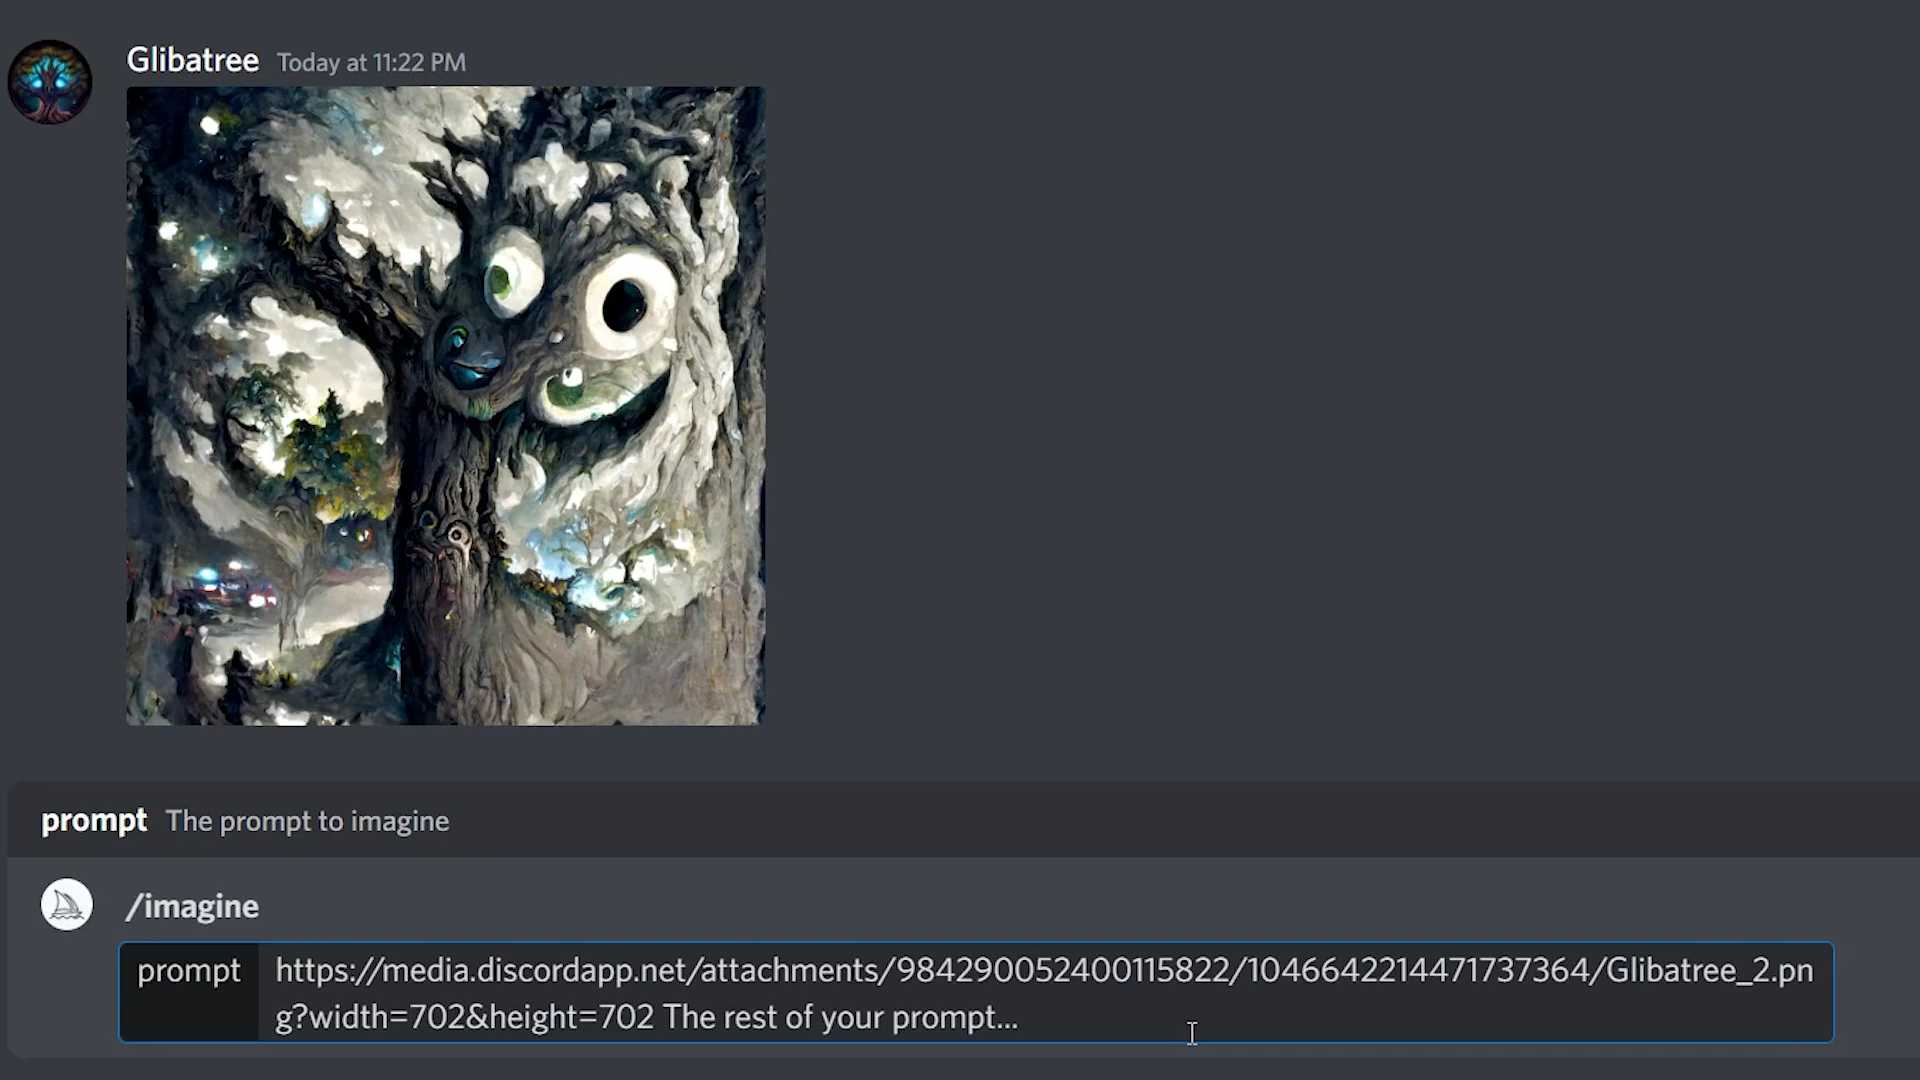 Glibatree Today at 11:22 PM
prompt The prompt to imagine
/imagine
prompt https://media.discordapp.net/attachments/984290052400115822/1046642214471737364/Glibatree_2.pn
g?width=702&height=702 The rest of your prompt...